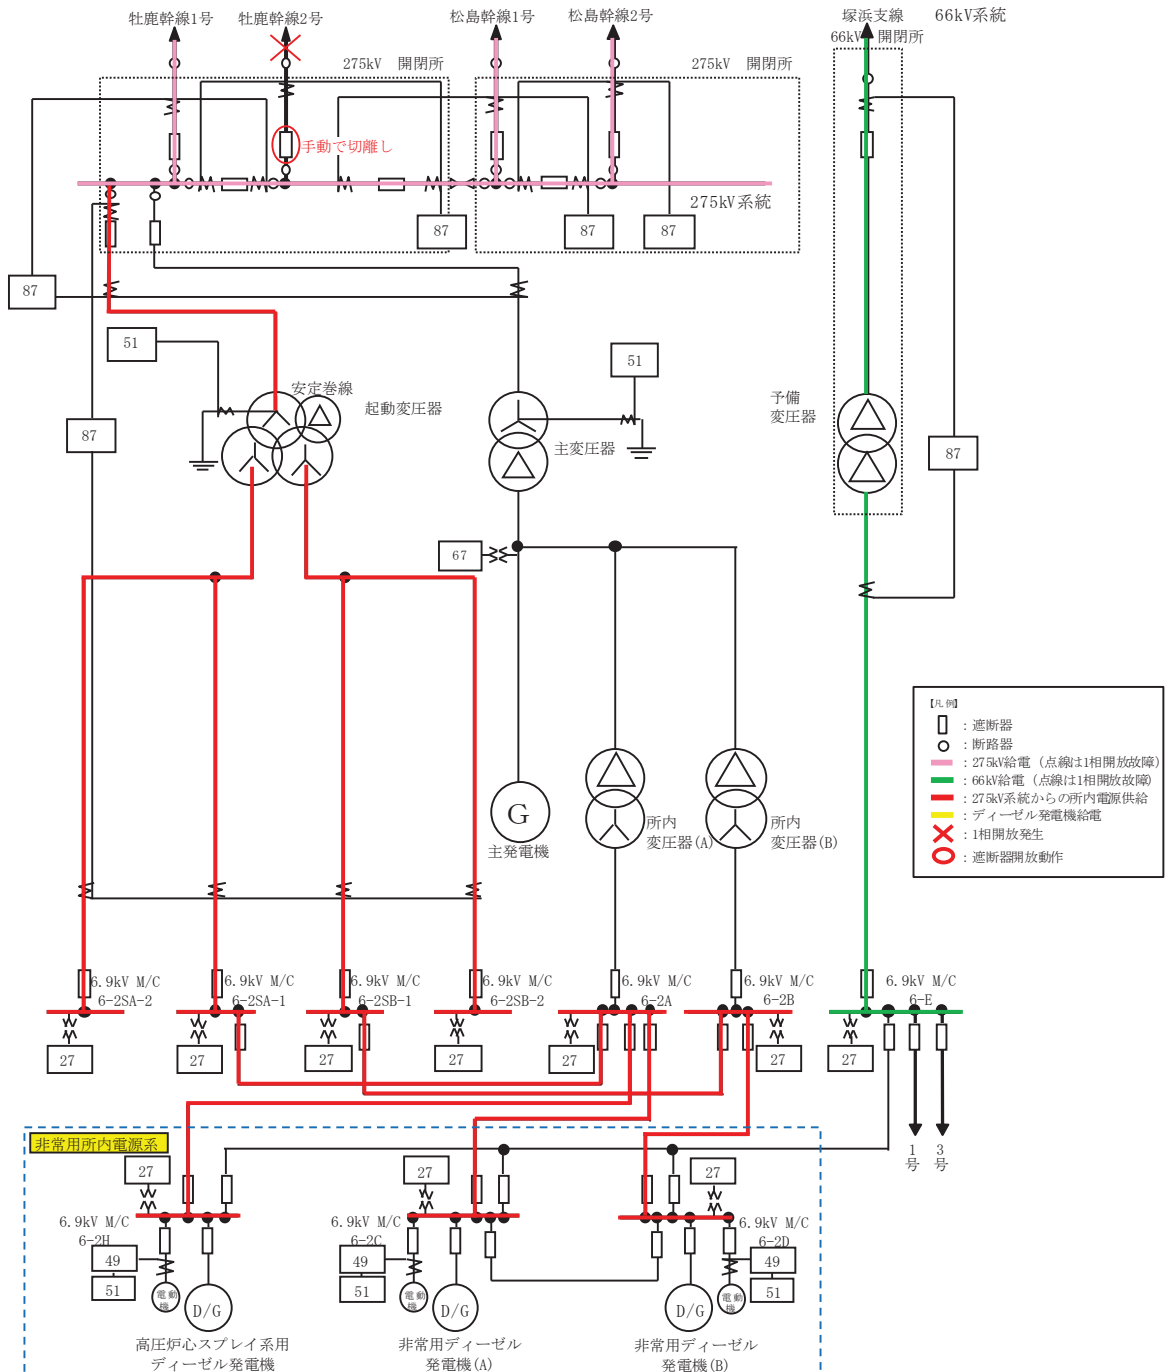 牡鹿幹線1号
牡鹿幹線2号
松島幹線1号
松島幹線2号
塚浜支線
66kV系統
66kV 開閉所
275kV 開閉所
275kV 開閉所
手動で切離し
275kV系統
87
87
87
87
51
51
安定巻線
起動変圧器
主変圧器
予備
変圧器
87
87
67
【凡例】
：遮断器
：断路器
：275kV給電（点線は1相開放故障）
：66kV給電（点線は1相開放故障）
：275kV系統からの所内電源供給
：ディーゼル発電機給電
：1相開放発生
：遮断器開放動作
G
主発電機
所内
変圧器(A)
所内
変圧器(B)
6.9kV M/C
6-2SA-2
6.9kV M/C
6-2SA-1
6.9kV M/C
6-2SB-1
6.9kV M/C
6-2SB-2
6.9kV M/C
6-2A
6.9kV M/C
6-2B
6.9kV M/C
6-E
27
27
27
27
27
27
27
1
号
3
号
非常用所内電源系
27
27
27
6.9kV M/C
6-2H
6.9kV M/C
6-2C
6.9kV M/C
6-2D
49
51
49
51
49
51
電動
機
D/G
電動
機
D/G
D/G
電動
機
高圧炉心スプレイ系用
ディーゼル発電機
非常用ディーゼル
発電機(A)
非常用ディーゼル
発電機(B)